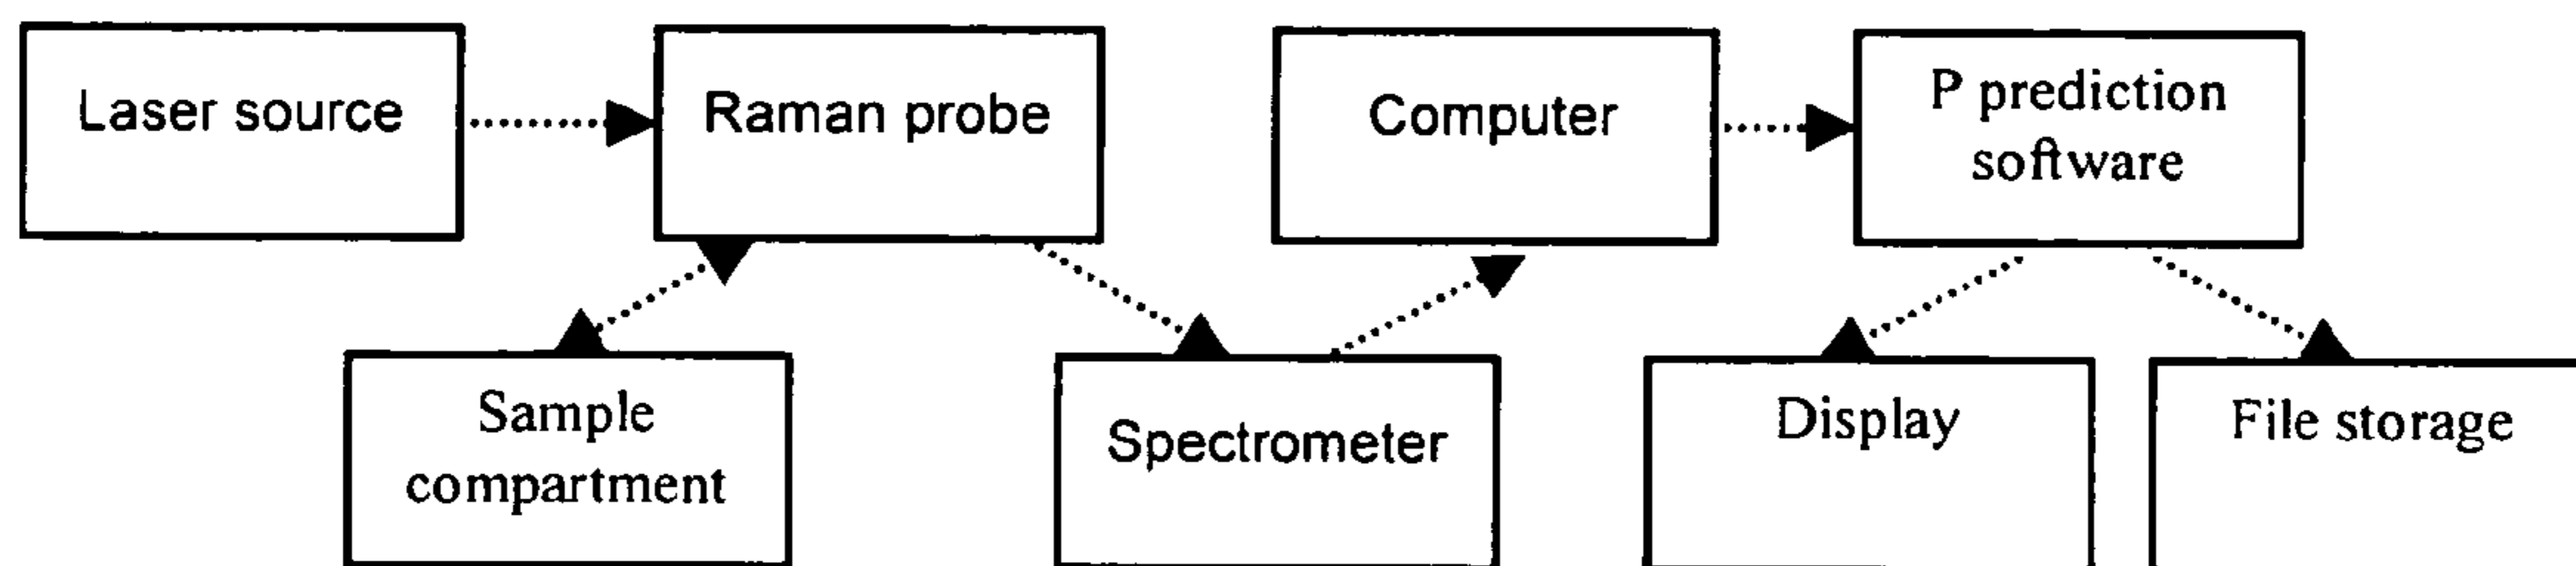 Laser source
Raman probe
Computer
P prediction
software
Sample
compartment
Spectrometer
Display
File storage